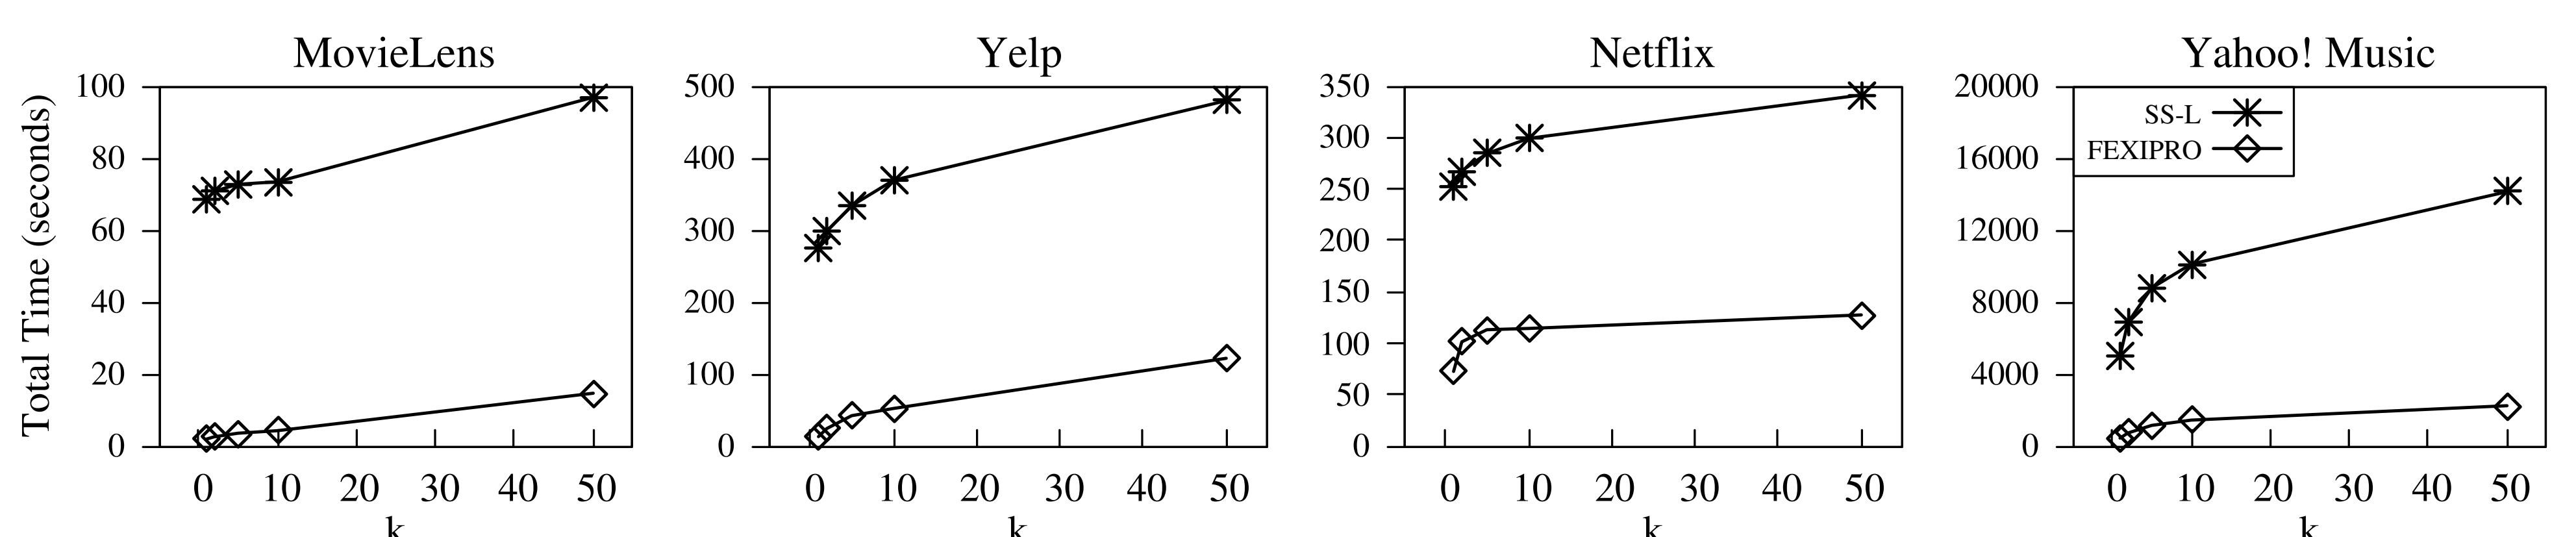 MovieLens
Total Time (seconds)
100
80
60
40
20
0
0 10 20 30 40 50
k
Yelp
500
400
300
200
100
0
0 10 20 30 40 50
k
Netflix
350
300
250
200
150
100
50
0
0 10 20 30 40 50
k
Yahoo! Music
20000
16000
12000
8000
4000
0
SS-L
FEXIPRO
0 10 20 30 40 50
k